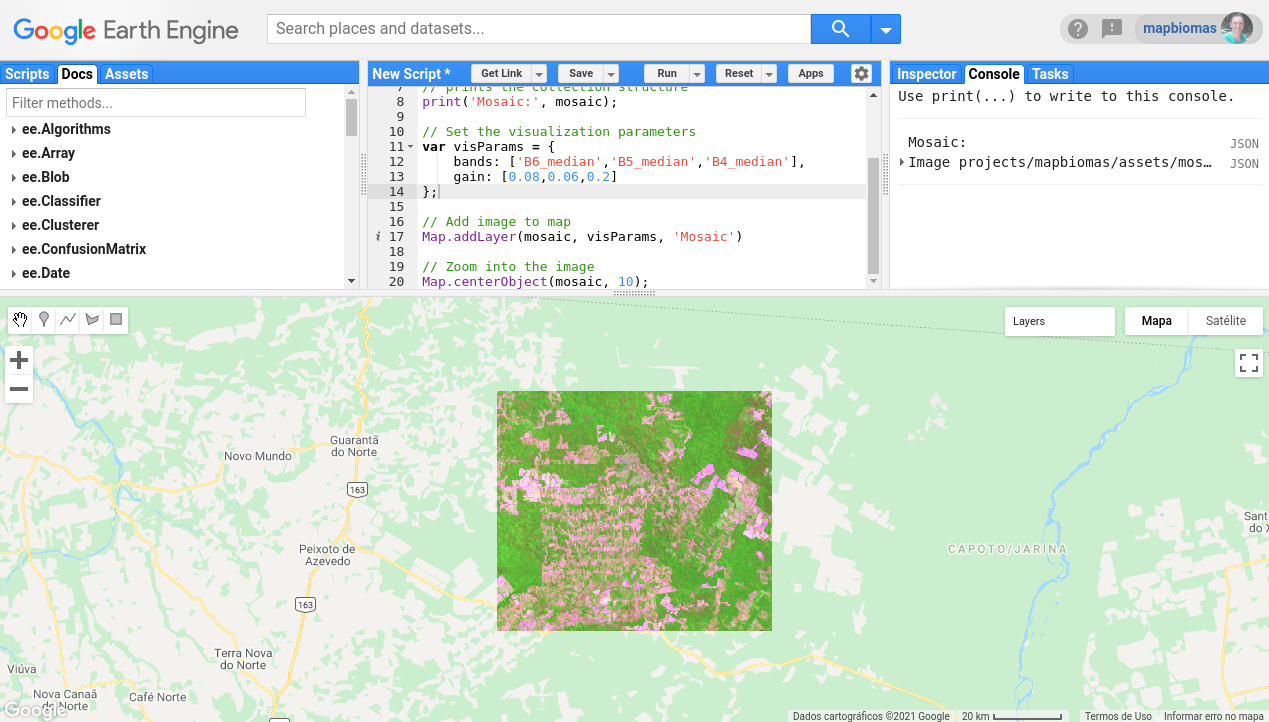 Google Earth Engine
Search places and datasets...
mapbiomas
Scripts Docs Assets
Filter methods...
ee.Algorithms
ee.Array
ee.Blob
ee.Classifier
ee.Clusterer
ee.ConfusionMatrix
ee.Date
New Script * Get Link Save Run Reset Apps
7 // prints the collection structure
8 print('Mosaic:', mosaic);
9
10 // Set the visualization parameters
11 var visParams = {
12 bands: ['B6_median','B5_median','B4_median'],
13 gain: [0.08,0.06,0.2]
14 };
15
16 // Add image to map
i 17 Map.addLayer(mosaic, visParams, 'Mosaic')
18
19 // Zoom into the image
20 Map.centerObject(mosaic, 10);
Inspector Console Tasks
Use print(...) to write to this console.
Mosaic: JSON
Image projects/mapbiomas/assets/mos… JSON
Layers
Mapa Satélite
Guarantã
do Norte
Novo Mundo
163
Peixoto de
Azevedo
163
CAPOTO/JARINA
Sant
do X
Terra Nova
do Norte
Viúva
Nova Canaã
do Norte
Café Norte
Google
Dados cartográficos ©2021 Google 20 km Termos de Uso Informar erro no mapa